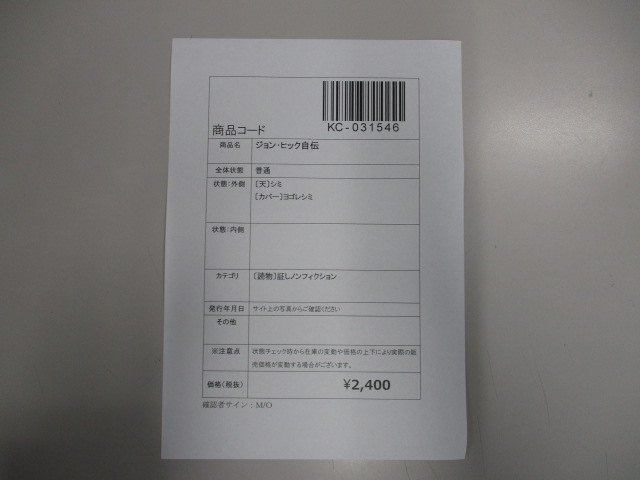 商品コード
KC-031546
商品名 ジョン・ヒック自伝
全体状態 普通
状態：外側 〔天〕シミ
〔カバー〕ヨゴレシミ
状態：内側
カテゴリ 〔読物〕証しノンフィクション
発行年月日 サイト上の写真からご確認ください
その他
※注意点 状態チェック時から在庫の変動や価格の上下により実際の販
売価格が変動する場合がございます。
価格（税抜） ¥2,400
確認者サイン：M/O